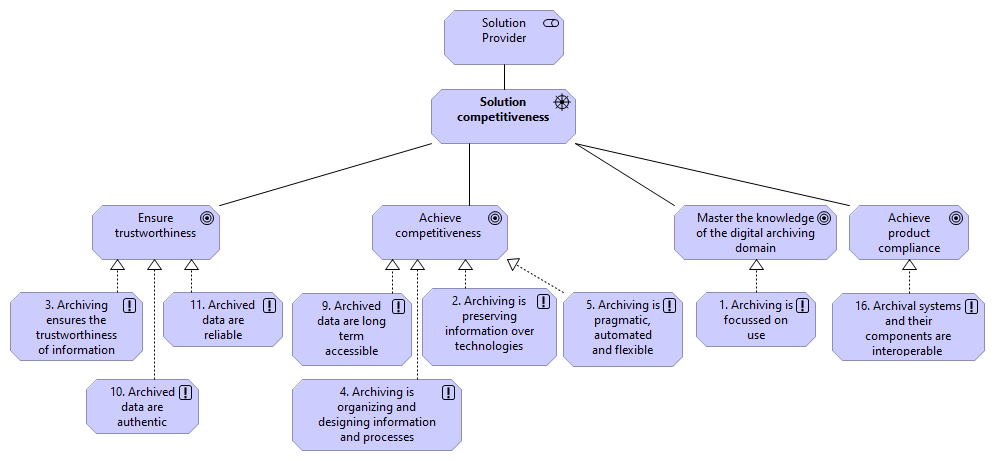 Solution
Provider
Solution
competitiveness
Ensure
trustworthiness
Achieve
competitiveness
Master the knowledge
of the digital archiving
domain
Achieve
product
compliance
3. Archiving
ensures the
trustworthiness
of information
11. Archived
data are
reliable
9. Archived
data are long
term
accessible
2. Archiving is
preserving
information over
technologies
5. Archiving is
pragmatic,
automated
and flexible
1. Archiving is
focussed on
use
16. Archival systems
and their
components are
interoperable
10. Archived
data are
authentic
4. Archiving is
organizing and
designing information
and processes